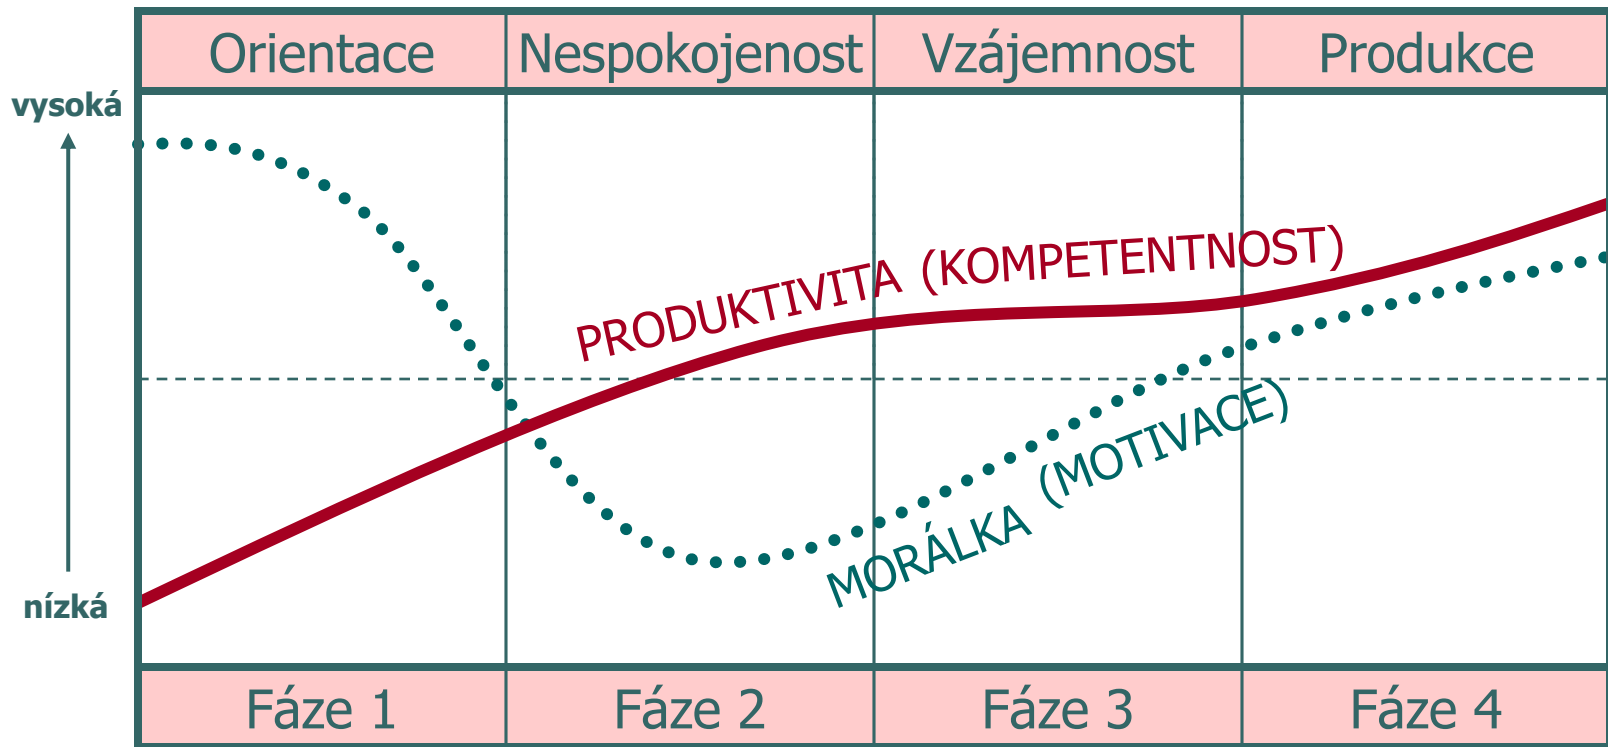 Orientace
Nespokojenost
Vzájemnost
Produkce
vysoká
PRODUKTIVITA (KOMPETENTNOST)
MORÁLKA (MOTIVACE)
nízká
Fáze 1
Fáze 2
Fáze 3
Fáze 4